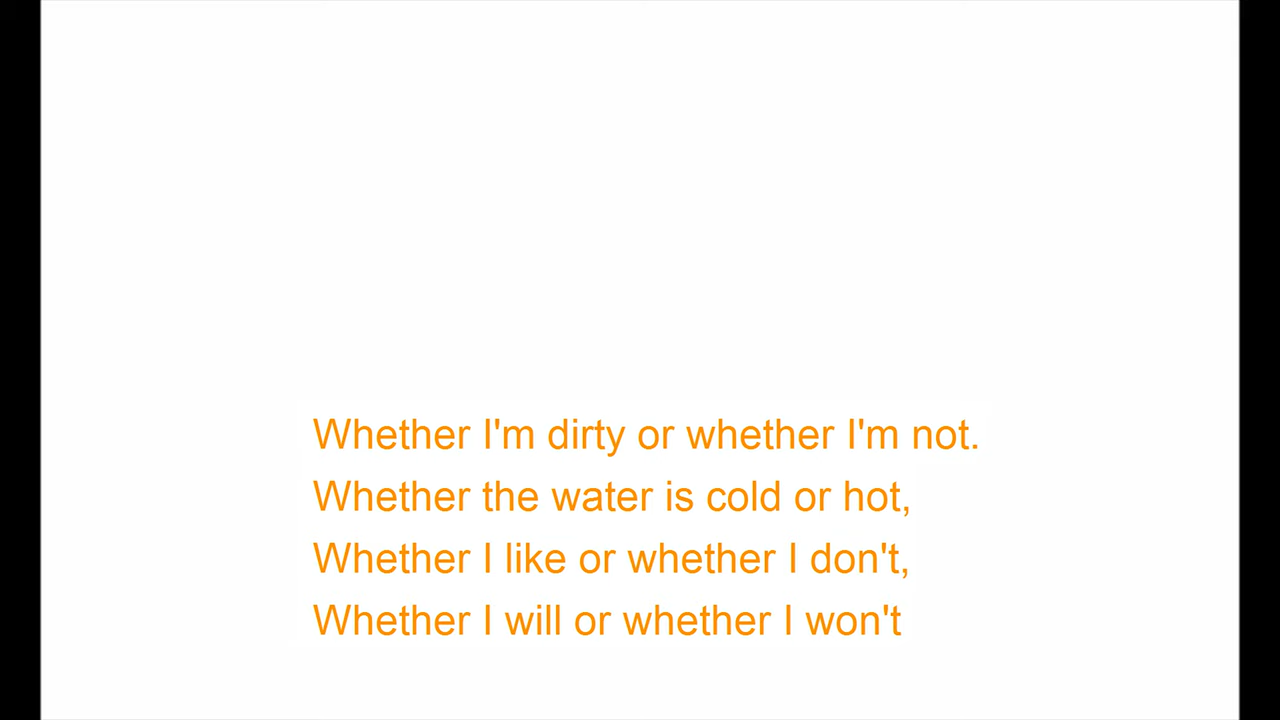 Whether I'm dirty or whether I'm not.
Whether the water is cold or hot,
Whether I like or whether I don't,
Whether I will or whether I won't